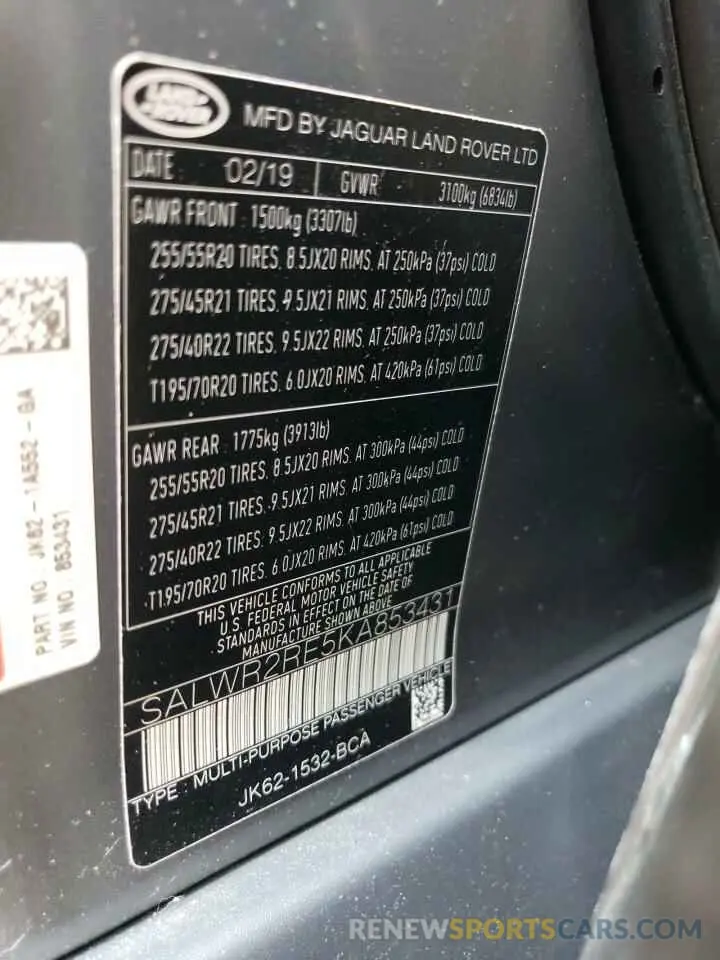 LAND
ROVER
MFD BY JAGUAR LAND ROVER LTD
DATE 02/19 GVWR 3100kg (6834lb)
GAWR FRONT : 1500kg (3307lb)
255/55R20 TIRES, 8.5JX20 RIMS, AT 250kPa (37psi) COLD
275/45R21 TIRES, 9.5JX21 RIMS, AT 250kPa (37psi) COLD
275/40R22 TIRES, 9.5JX22 RIMS, AT 250kPa (37psi) COLD
T195/70R20 TIRES, 6.0JX20 RIMS, AT 420kPa (61psi) COLD
GAWR REAR : 1775kg (3913lb)
255/55R20 TIRES, 8.5JX20 RIMS, AT 300kPa (44psi) COLD
275/45R21 TIRES, 9.5JX21 RIMS, AT 300kPa (44psi) COLD
275/40R22 TIRES, 9.5JX22 RIMS, AT 300kPa (44psi) COLD
T195/70R20 TIRES, 6.0JX20 RIMS, AT 420kPa (61psi) COLD
THIS VEHICLE CONFORMS TO ALL APPLICABLE
U.S. FEDERAL MOTOR VEHICLE SAFETY
STANDARDS IN EFFECT ON THE DATE OF
MANUFACTURE SHOWN ABOVE
SALWR2RE5KA853431
TYPE : MULTI-PURPOSE PASSENGER VEHICLE
JK62-1532-BCA
PART NO: JK62-1A552-BA
VIN NO: 853431
RENEWSPORTSCARS.COM